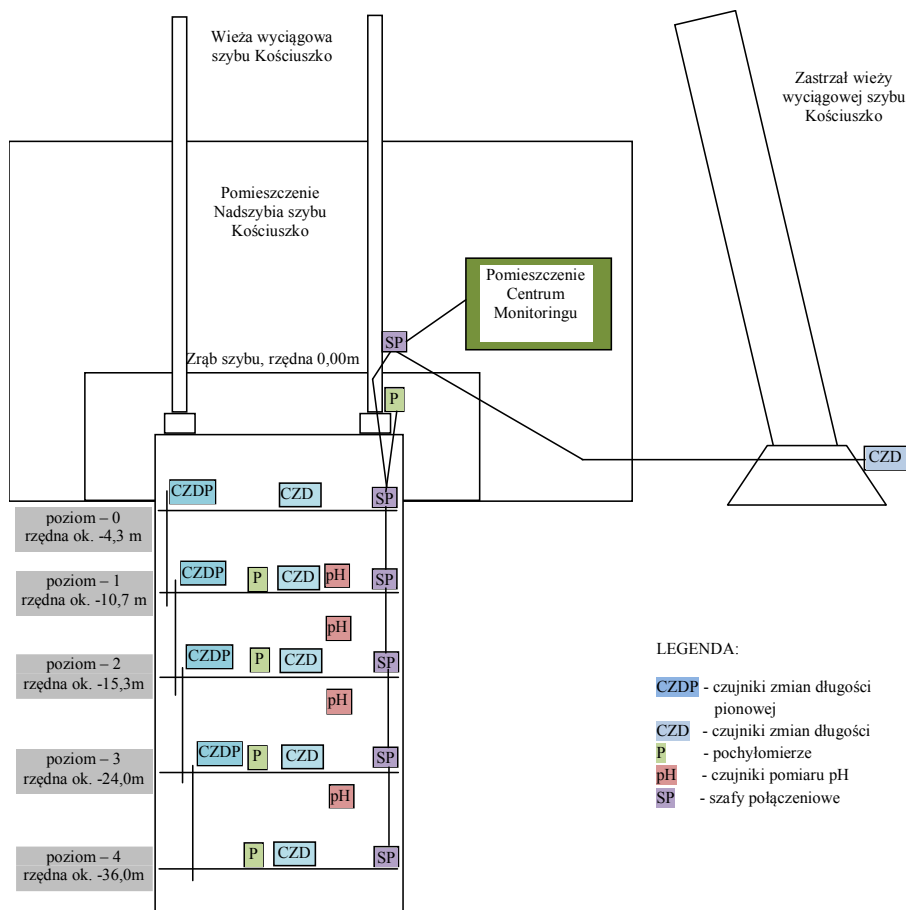 Wieża wyciągowa
szybu Kościuszko
Zastrzał wieży
wyciągowej szybu
Kościuszko
Pomieszczenie
Nadszybia szybu
Kościuszko
Pomieszczenie
Centrum
Monitoringu
SP
Zrąb szybu, rzędna 0,00m
P
CZD
CZDP
CZD
SP
poziom – 0
rzędna ok. -4,3 m
CZDP
P
CZD
pH
SP
poziom – 1
rzędna ok. -10,7 m
pH
CZDP
P
CZD
SP
poziom – 2
rzędna ok. -15,3m
pH
CZDP
P
CZD
SP
poziom – 3
rzędna ok. -24,0m
pH
P
CZD
SP
poziom – 4
rzędna ok. -36,0m
LEGENDA:
CZDP - czujniki zmian długości
pionowej
CZD - czujniki zmian długości
P - pochyłomierze
pH - czujniki pomiaru pH
SP - szafy połączeniowe